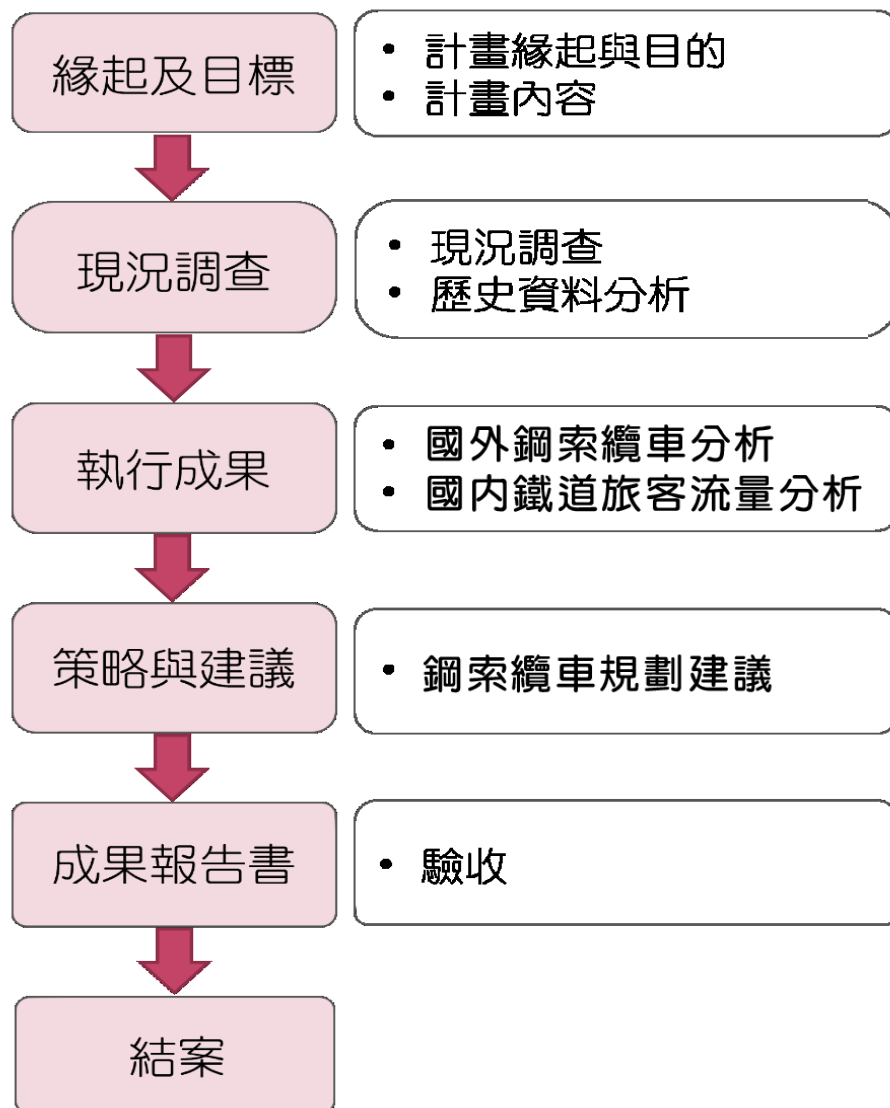 緣起及目標
• 計畫緣起與目的
• 計畫內容
現況調查
• 現況調查
• 歷史資料分析
執行成果
• 國外鋼索纜車分析
• 國內鐵道旅客流量分析
策略與建議
• 鋼索纜車規劃建議
成果報告書
• 驗收
結案